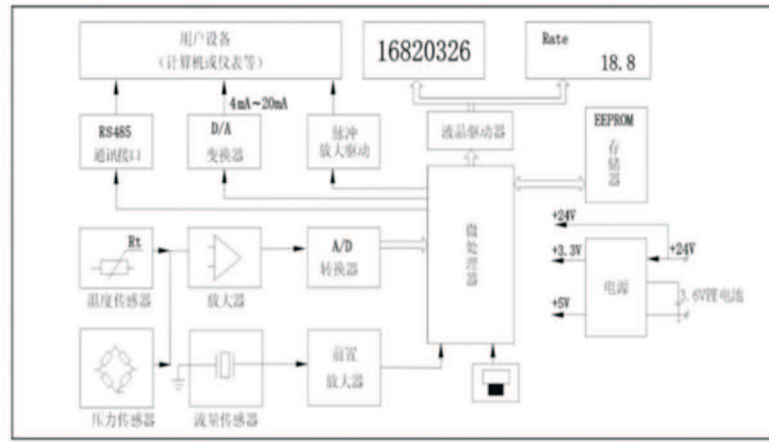 用户设备
（计算机或仪表等）
16820326
Rate
18.8
4mA～20mA
RS485
通讯接口
D/A
变换器
脉冲
放大驱动
液晶驱动器
EEPROM
存储器
微处理器
Rt
温度传感器
放大器
A/D
转换器
+24V
+24V
+3.3V
电源
+5V
3.6V锂电池
压力传感器
流量传感器
前置
放大器